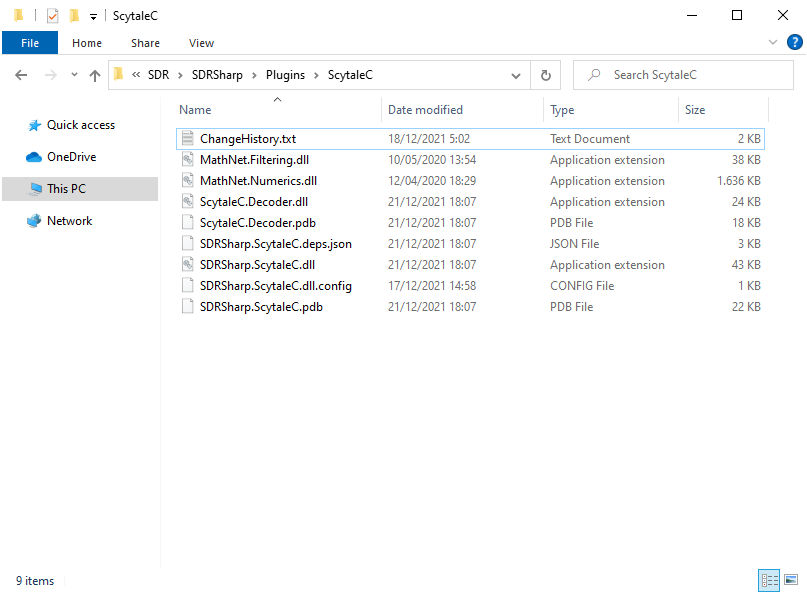 ScytaleC
File Home Share View
« SDR › SDRSharp › Plugins › ScytaleC
Search ScytaleC
Quick access
OneDrive
This PC
Network
Name Date modified Type Size
ChangeHistory.txt 18/12/2021 5:02 Text Document 2 KB
MathNet.Filtering.dll 10/05/2020 13:54 Application extension 38 KB
MathNet.Numerics.dll 12/04/2020 18:29 Application extension 1.636 KB
ScytaleC.Decoder.dll 21/12/2021 18:07 Application extension 24 KB
ScytaleC.Decoder.pdb 21/12/2021 18:07 PDB File 18 KB
SDRSharp.ScytaleC.deps.json 21/12/2021 18:07 JSON File 3 KB
SDRSharp.ScytaleC.dll 21/12/2021 18:07 Application extension 43 KB
SDRSharp.ScytaleC.dll.config 17/12/2021 14:58 CONFIG File 1 KB
SDRSharp.ScytaleC.pdb 21/12/2021 18:07 PDB File 22 KB
9 items